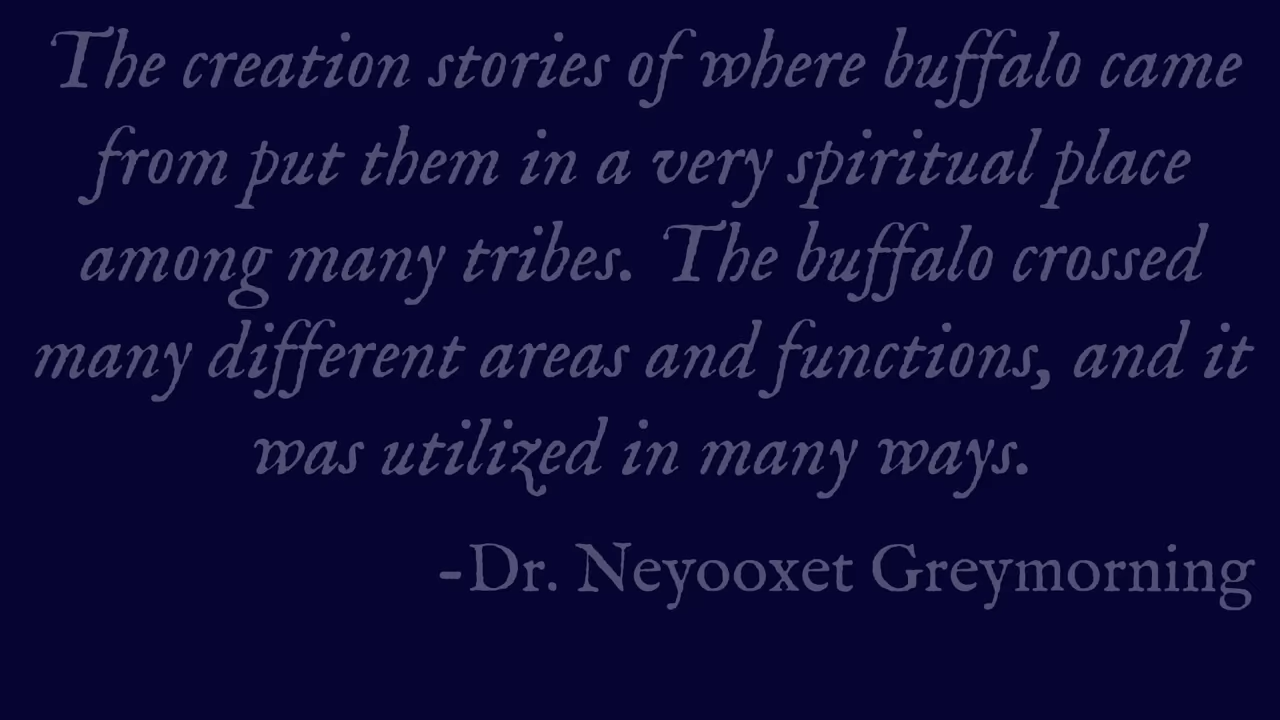 The creation stories of where buffalo came
from put them in a very spiritual place
among many tribes. The buffalo crossed
many different areas and functions, and it
was utilized in many ways.
-Dr. Neyooxet Greymorning